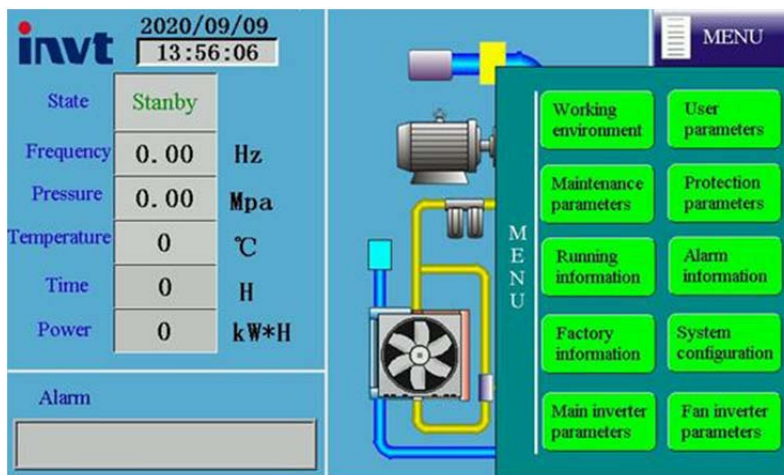 invt
2020/09/09
13:56:06
MENU
State Stanby
Frequency 0.00 Hz
Pressure 0.00 Mpa
Temperature 0 ℃
Time 0 H
Power 0 kW*H
Alarm
MENU
Working
environment
User
parameters
Maintenance
parameters
Protection
parameters
Running
information
Alarm
information
Factory
information
System
configuration
Main inverter
parameters
Fan inverter
parameters